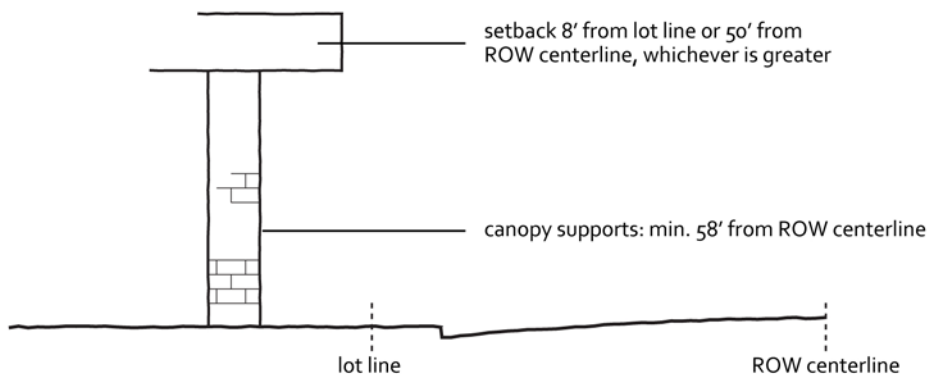 setback 8′ from lot line or 50′ from
ROW centerline, whichever is greater
canopy supports: min. 58′ from ROW centerline
lot line
ROW centerline